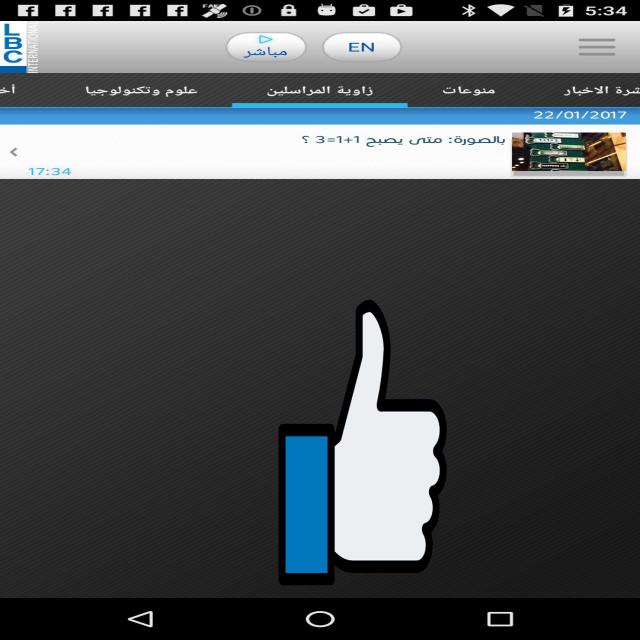 5:34
LBC
INTERNATIONAL
مباشر
EN
شرة الاخبار
منوعات
زاوية المراسلين
علوم وتكنولوجيا
أخ
22/01/2017
بالصورة: متى يصبح 1+1=3 ؟
17:34